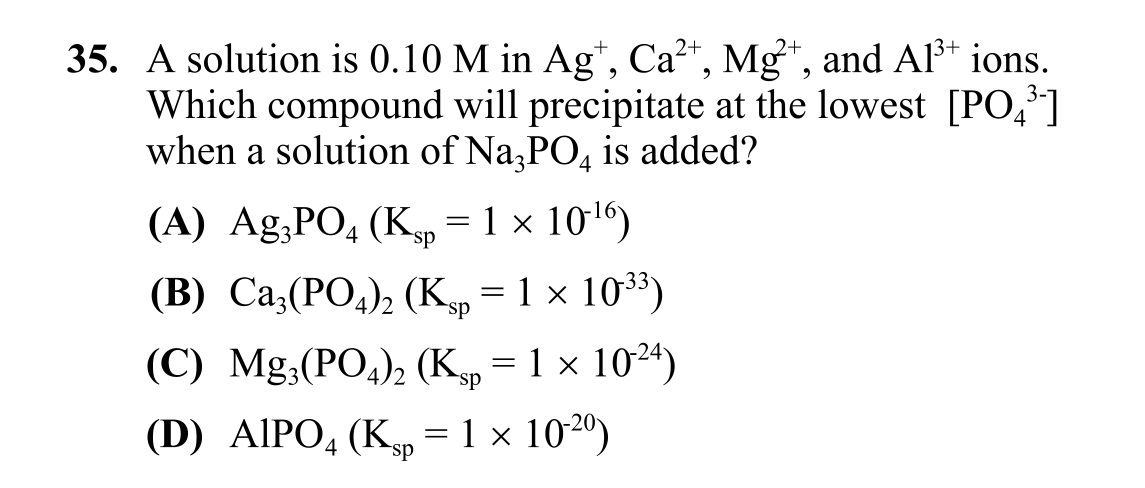 35. A solution is 0.10 M in Ag⁺, Ca²⁺, Mg²⁺, and Al³⁺ ions.
Which compound will precipitate at the lowest [PO₄³⁻]
when a solution of Na₃PO₄ is added?
(A) Ag₃PO₄ (Kₛₚ = 1 × 10⁻¹⁶)
(B) Ca₃(PO₄)₂ (Kₛₚ = 1 × 10⁻³³)
(C) Mg₃(PO₄)₂ (Kₛₚ = 1 × 10⁻²⁴)
(D) AlPO₄ (Kₛₚ = 1 × 10⁻²⁰)